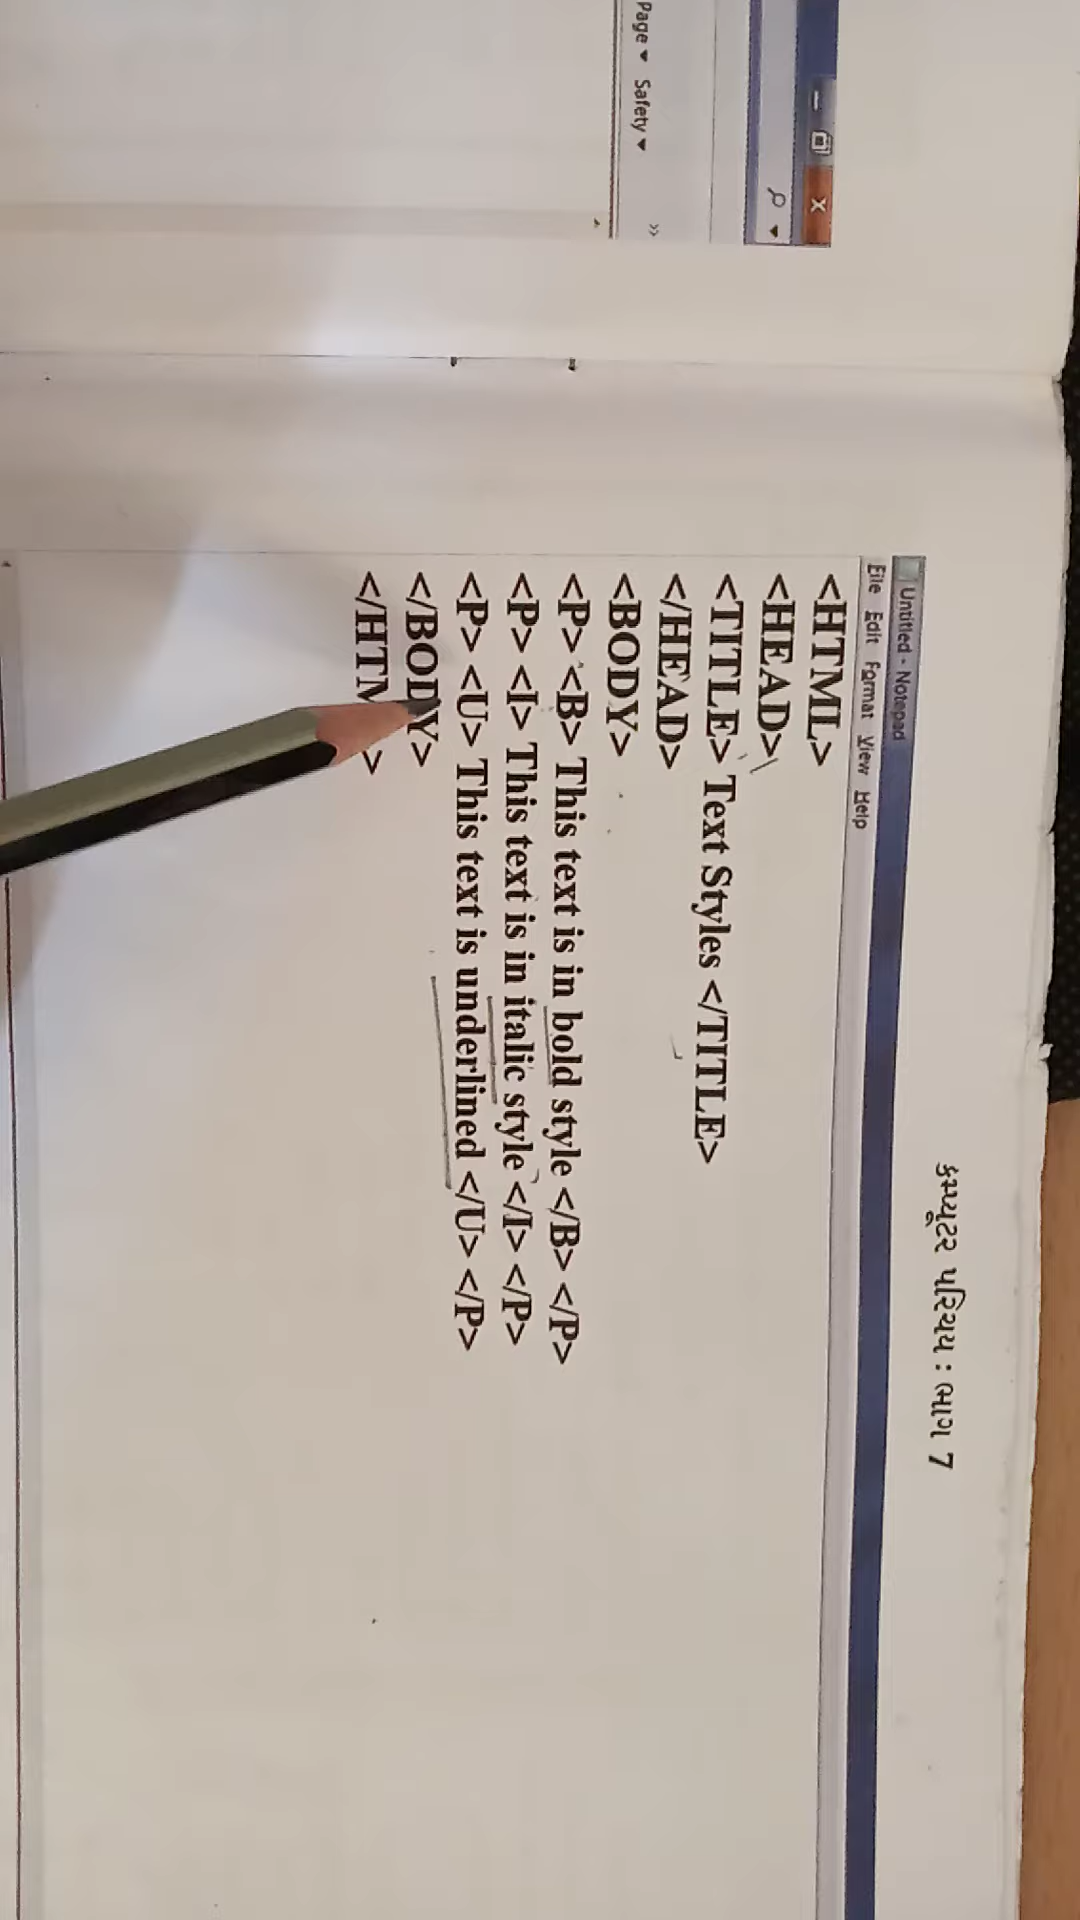 Page Safety »
કમ્પ્યૂટર પરિચય : ભાગ 7
Untitled - Notepad
File Edit Format View Help
<HTML>
<HEAD>
<TITLE> Text Styles </TITLE>
</HEAD>
<BODY>
<P> <B> This text is in bold style </B> </P>
<P> <I> This text is in italic style </I> </P>
<P> <U> This text is underlined </U> </P>
</BODY>
</HTM >